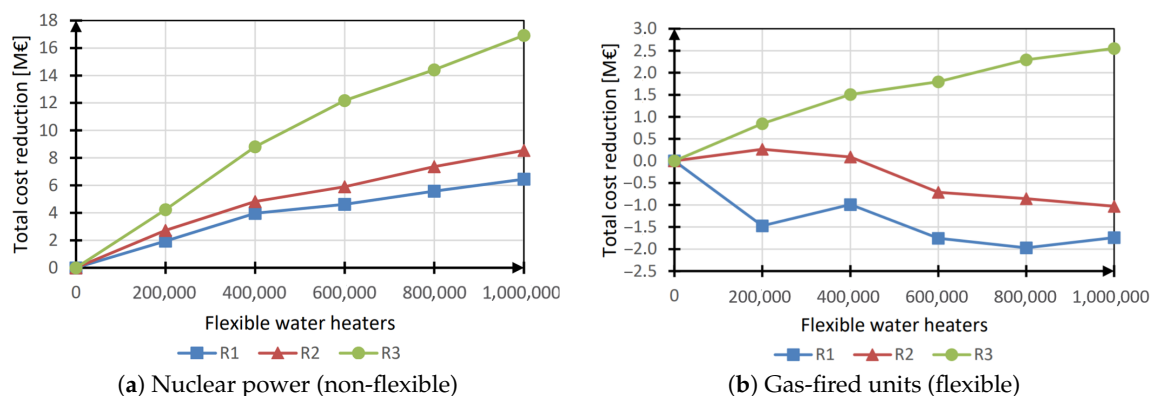 Total cost reduction [M€]
18
16
14
12
10
8
6
4
2
0
0 200,000 400,000 600,000 800,000 1,000,000
Flexible water heaters
R1 R2 R3
(a) Nuclear power (non-flexible)
Total cost reduction [M€]
3.0
2.5
2.0
1.5
1.0
0.5
0.0
−0.5
−1.0
−1.5
−2.0
−2.5
0 200,000 400,000 600,000 800,000 1,000,000
Flexible water heaters
R1 R2 R3
(b) Gas-fired units (flexible)